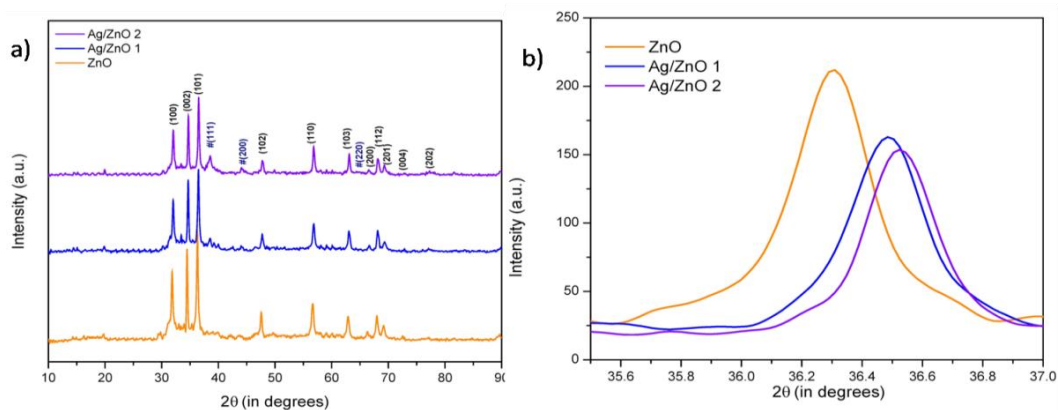 a)
Ag/ZnO 2
Ag/ZnO 1
ZnO
(100)
(002)
(101)
#(111)
#(200)
(102)
(110)
(103)
#(220)
(200)
(112)
(201)
(004)
(202)
Intensity (a.u.)
10 20 30 40 50 60 70 80 90
2θ (in degrees)
b)
ZnO
Ag/ZnO 1
Ag/ZnO 2
250
200
150
100
50
0
Intensity (a.u.)
35.6 35.8 36.0 36.2 36.4 36.6 36.8 37.0
2θ (in degrees)